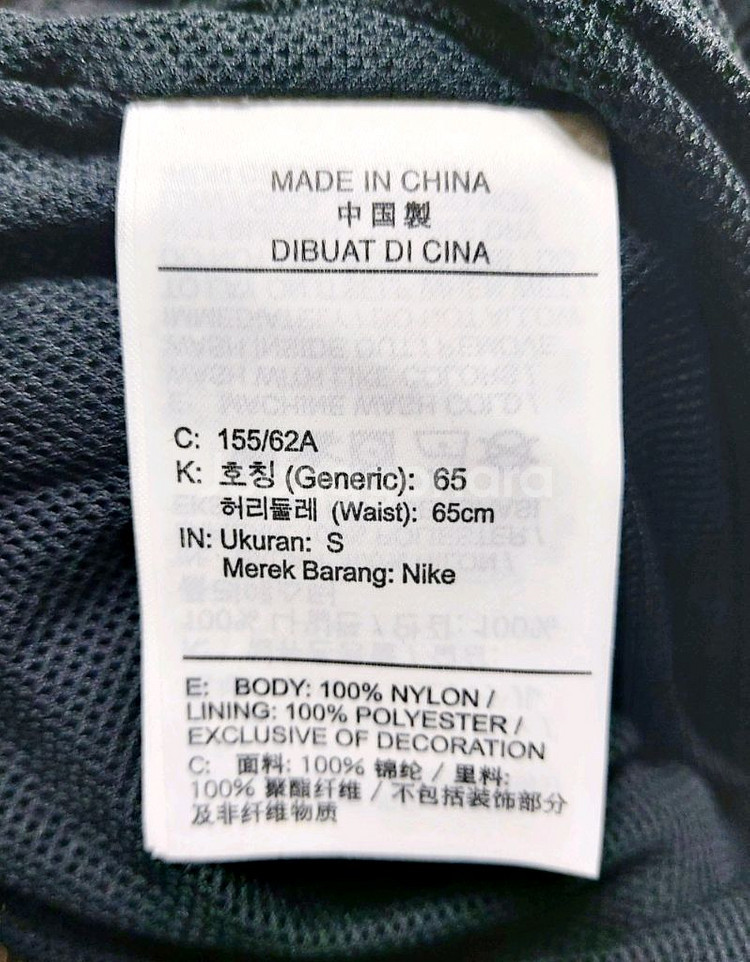 MADE IN CHINA
中国製
DIBUAT DI CINA
C: 155/62A
K: 호칭 (Generic): 65
허리둘레 (Waist): 65cm
IN: Ukuran: S
Merek Barang: Nike
E: BODY: 100% NYLON /
LINING: 100% POLYESTER /
EXCLUSIVE OF DECORATION
C: 面料: 100% 锦纶 / 里料:
100% 聚酯纤维 / 不包括装饰部分
及非纤维物质